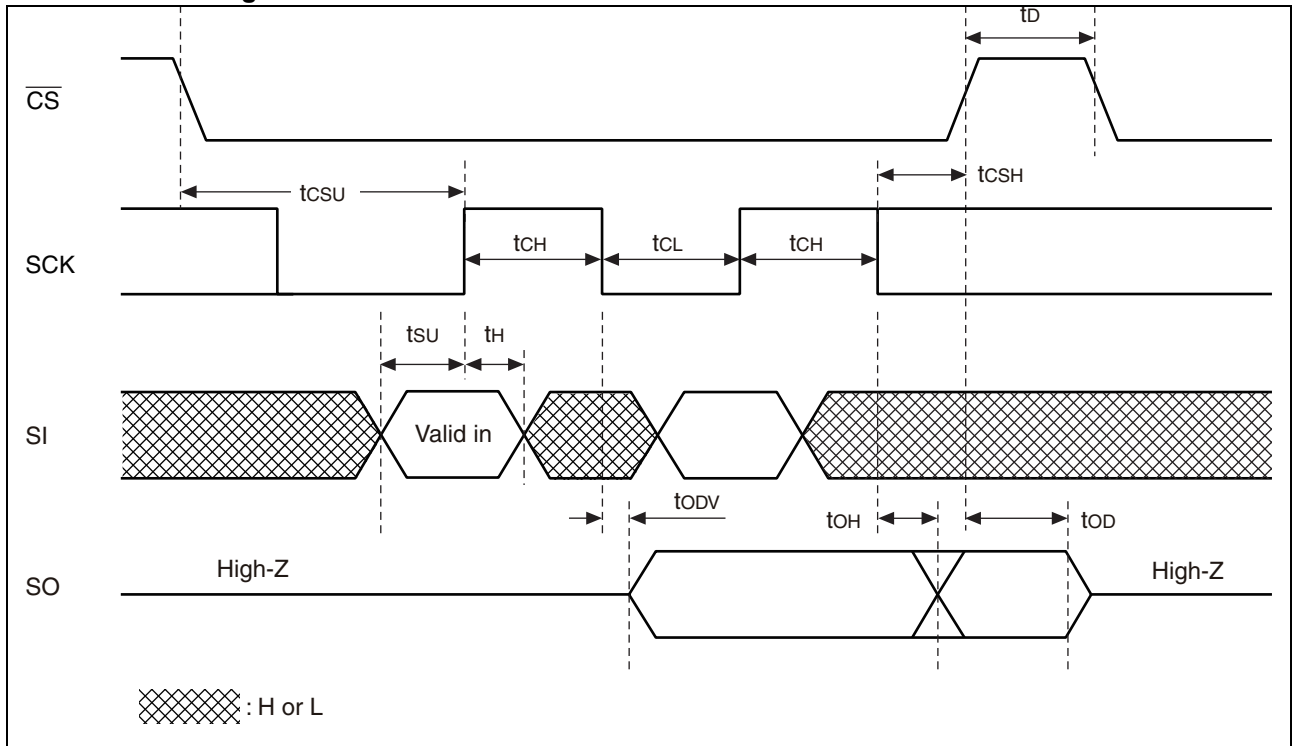 tD
CS
tCSH
tCSU
SCK
tCH
tCL
tCH
tSU
tH
SI
Valid in
tODV
tOH
tOD
SO
High-Z
High-Z
: H or L